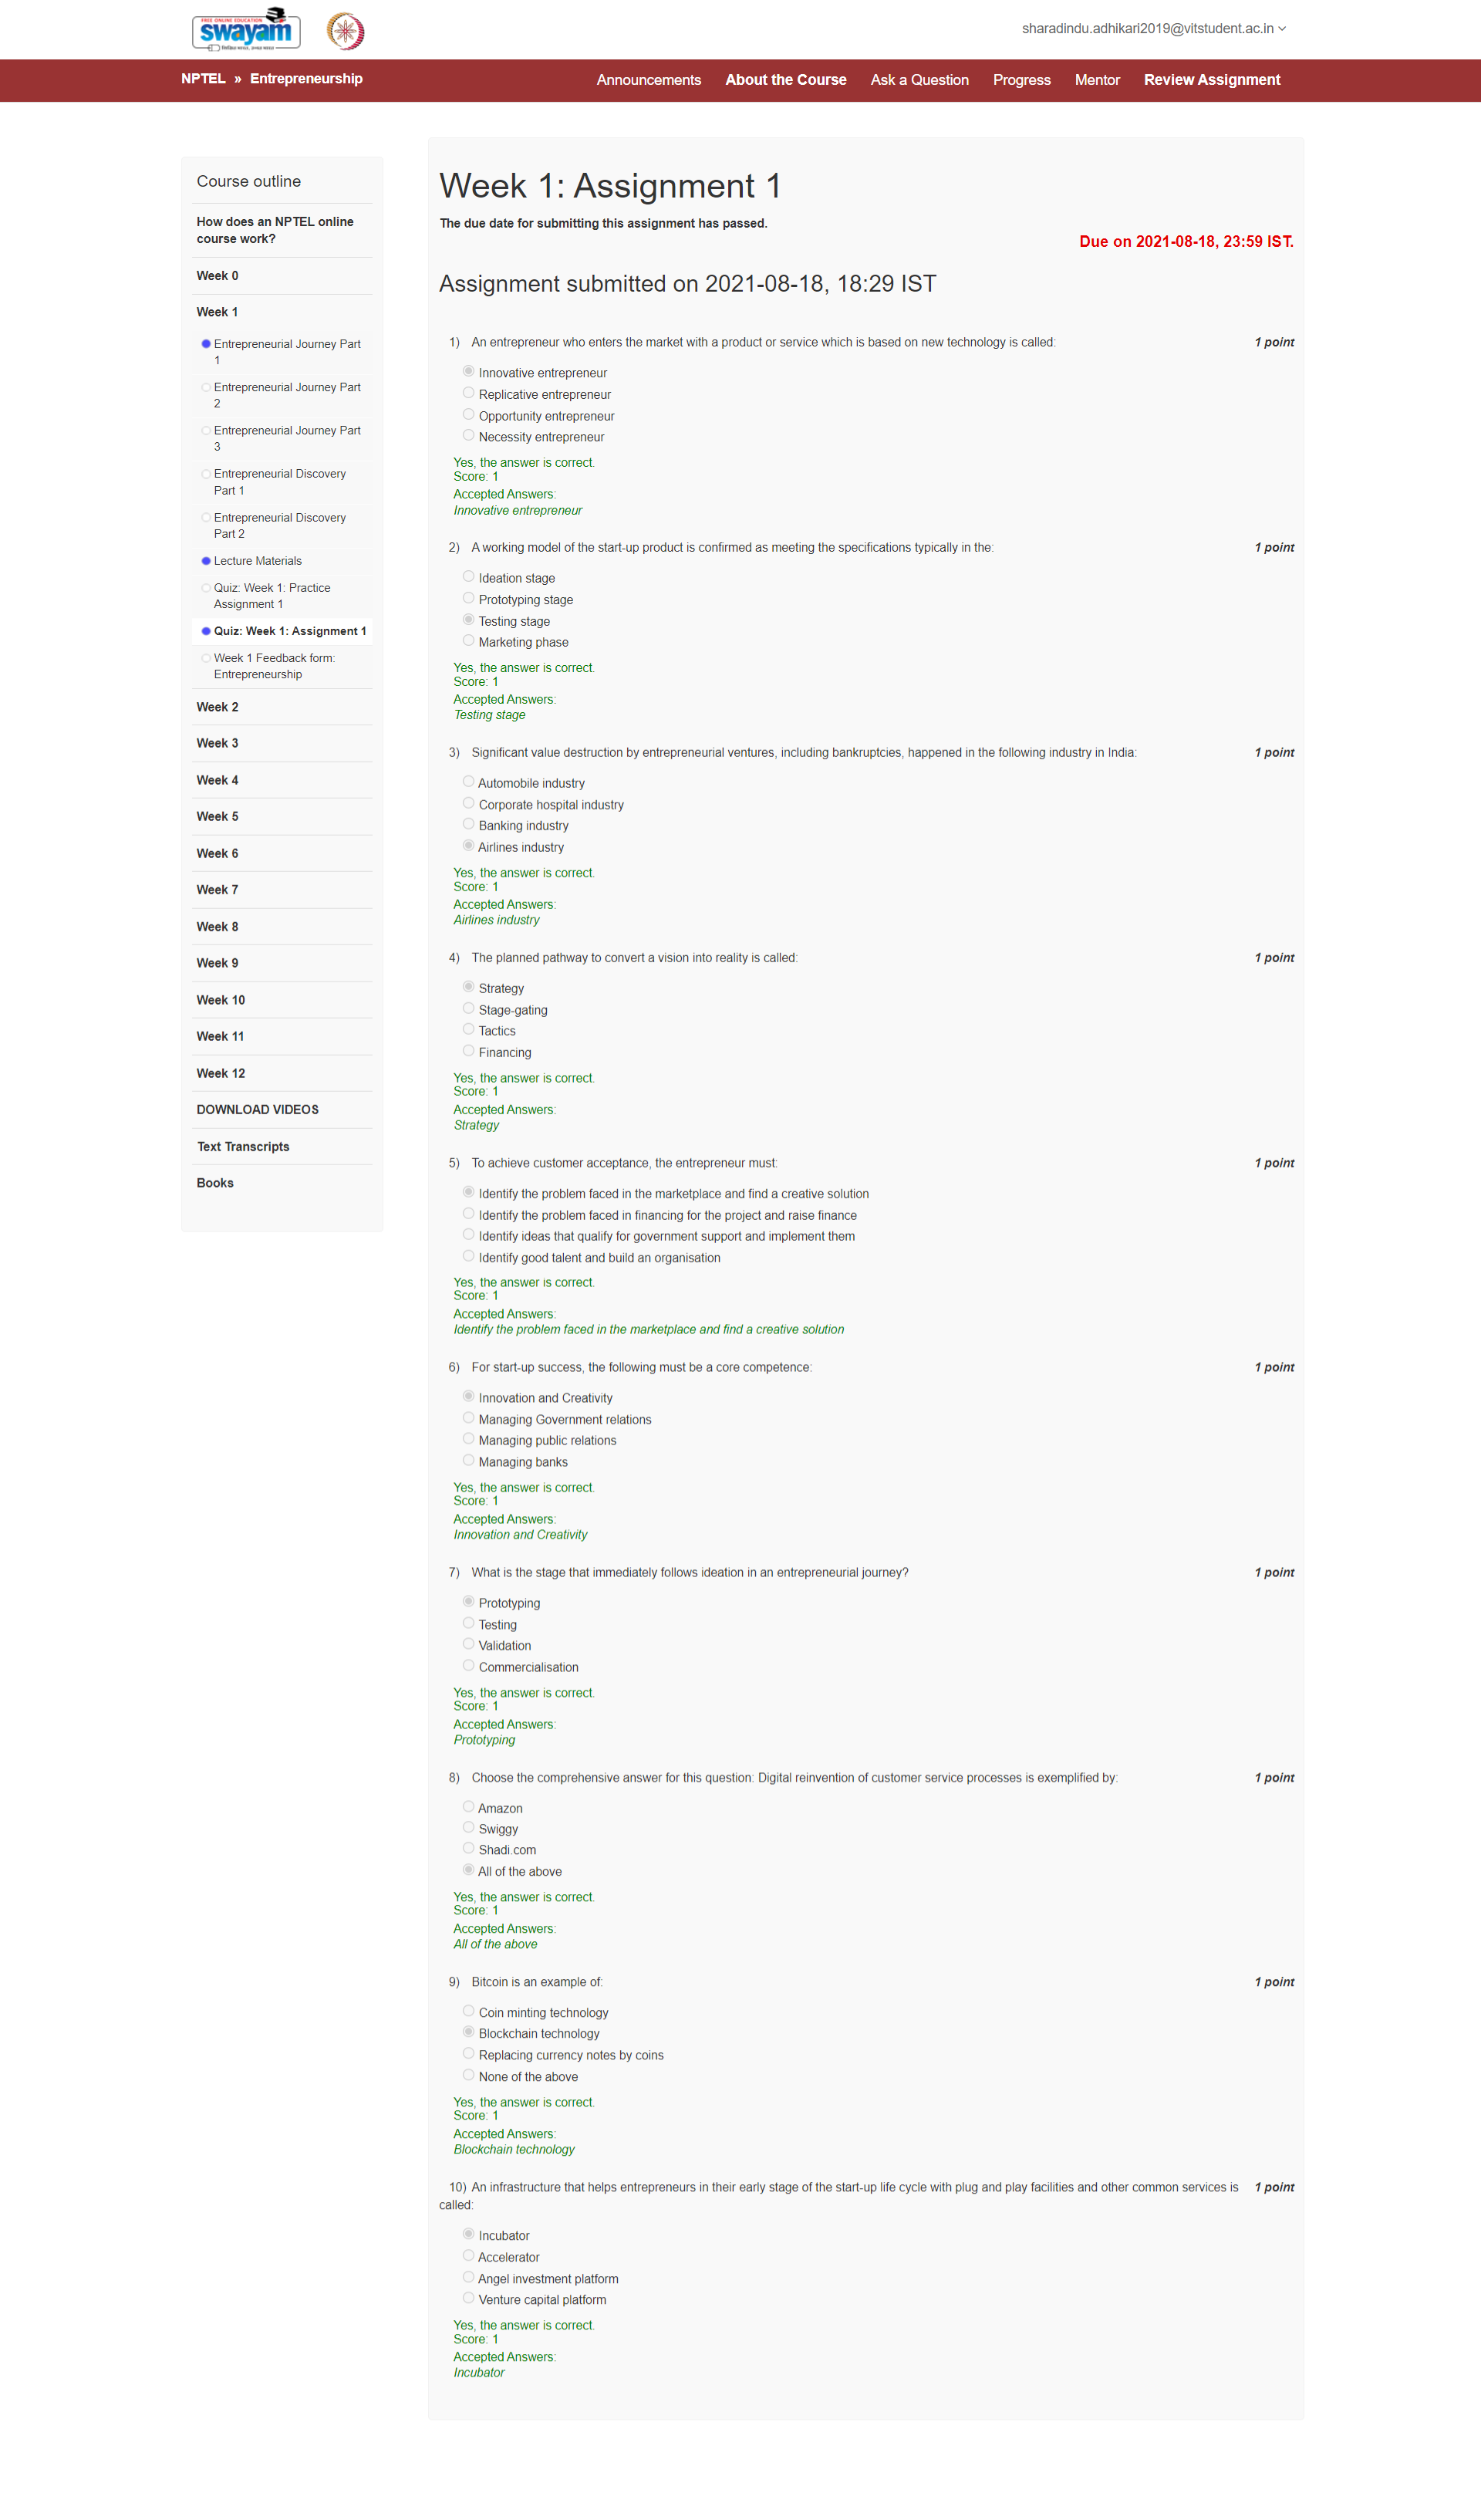 FREE ONLINE EDUCATION
swayam
sharadindu.adhikari2019@vitstudent.ac.in
NPTEL » Entrepreneurship
Announcements About the Course Ask a Question Progress Mentor Review Assignment
Course outline
How does an NPTEL online
course work?
Week 0
Week 1
Entrepreneurial Journey Part
1
Entrepreneurial Journey Part
2
Entrepreneurial Journey Part
3
Entrepreneurial Discovery
Part 1
Entrepreneurial Discovery
Part 2
Lecture Materials
Quiz: Week 1: Practice
Assignment 1
Quiz: Week 1: Assignment 1
Week 1 Feedback form:
Entrepreneurship
Week 2
Week 3
Week 4
Week 5
Week 6
Week 7
Week 8
Week 9
Week 10
Week 11
Week 12
DOWNLOAD VIDEOS
Text Transcripts
Books
Week 1: Assignment 1
The due date for submitting this assignment has passed.
Due on 2021-08-18, 23:59 IST.
Assignment submitted on 2021-08-18, 18:29 IST
1) An entrepreneur who enters the market with a product or service which is based on new technology is called: 1 point
Innovative entrepreneur
Replicative entrepreneur
Opportunity entrepreneur
Necessity entrepreneur
Yes, the answer is correct.
Score: 1
Accepted Answers:
Innovative entrepreneur
2) A working model of the start-up product is confirmed as meeting the specifications typically in the: 1 point
Ideation stage
Prototyping stage
Testing stage
Marketing phase
Yes, the answer is correct.
Score: 1
Accepted Answers:
Testing stage
3) Significant value destruction by entrepreneurial ventures, including bankruptcies, happened in the following industry in India: 1 point
Automobile industry
Corporate hospital industry
Banking industry
Airlines industry
Yes, the answer is correct.
Score: 1
Accepted Answers:
Airlines industry
4) The planned pathway to convert a vision into reality is called: 1 point
Strategy
Stage-gating
Tactics
Financing
Yes, the answer is correct.
Score: 1
Accepted Answers:
Strategy
5) To achieve customer acceptance, the entrepreneur must: 1 point
Identify the problem faced in the marketplace and find a creative solution
Identify the problem faced in financing for the project and raise finance
Identify ideas that qualify for government support and implement them
Identify good talent and build an organisation
Yes, the answer is correct.
Score: 1
Accepted Answers:
Identify the problem faced in the marketplace and find a creative solution
6) For start-up success, the following must be a core competence: 1 point
Innovation and Creativity
Managing Government relations
Managing public relations
Managing banks
Yes, the answer is correct.
Score: 1
Accepted Answers:
Innovation and Creativity
7) What is the stage that immediately follows ideation in an entrepreneurial journey? 1 point
Prototyping
Testing
Validation
Commercialisation
Yes, the answer is correct.
Score: 1
Accepted Answers:
Prototyping
8) Choose the comprehensive answer for this question: Digital reinvention of customer service processes is exemplified by: 1 point
Amazon
Swiggy
Shadi.com
All of the above
Yes, the answer is correct.
Score: 1
Accepted Answers:
All of the above
9) Bitcoin is an example of: 1 point
Coin minting technology
Blockchain technology
Replacing currency notes by coins
None of the above
Yes, the answer is correct.
Score: 1
Accepted Answers:
Blockchain technology
10) An infrastructure that helps entrepreneurs in their early stage of the start-up life cycle with plug and play facilities and other common services is 1 point
called:
Incubator
Accelerator
Angel investment platform
Venture capital platform
Yes, the answer is correct.
Score: 1
Accepted Answers:
Incubator